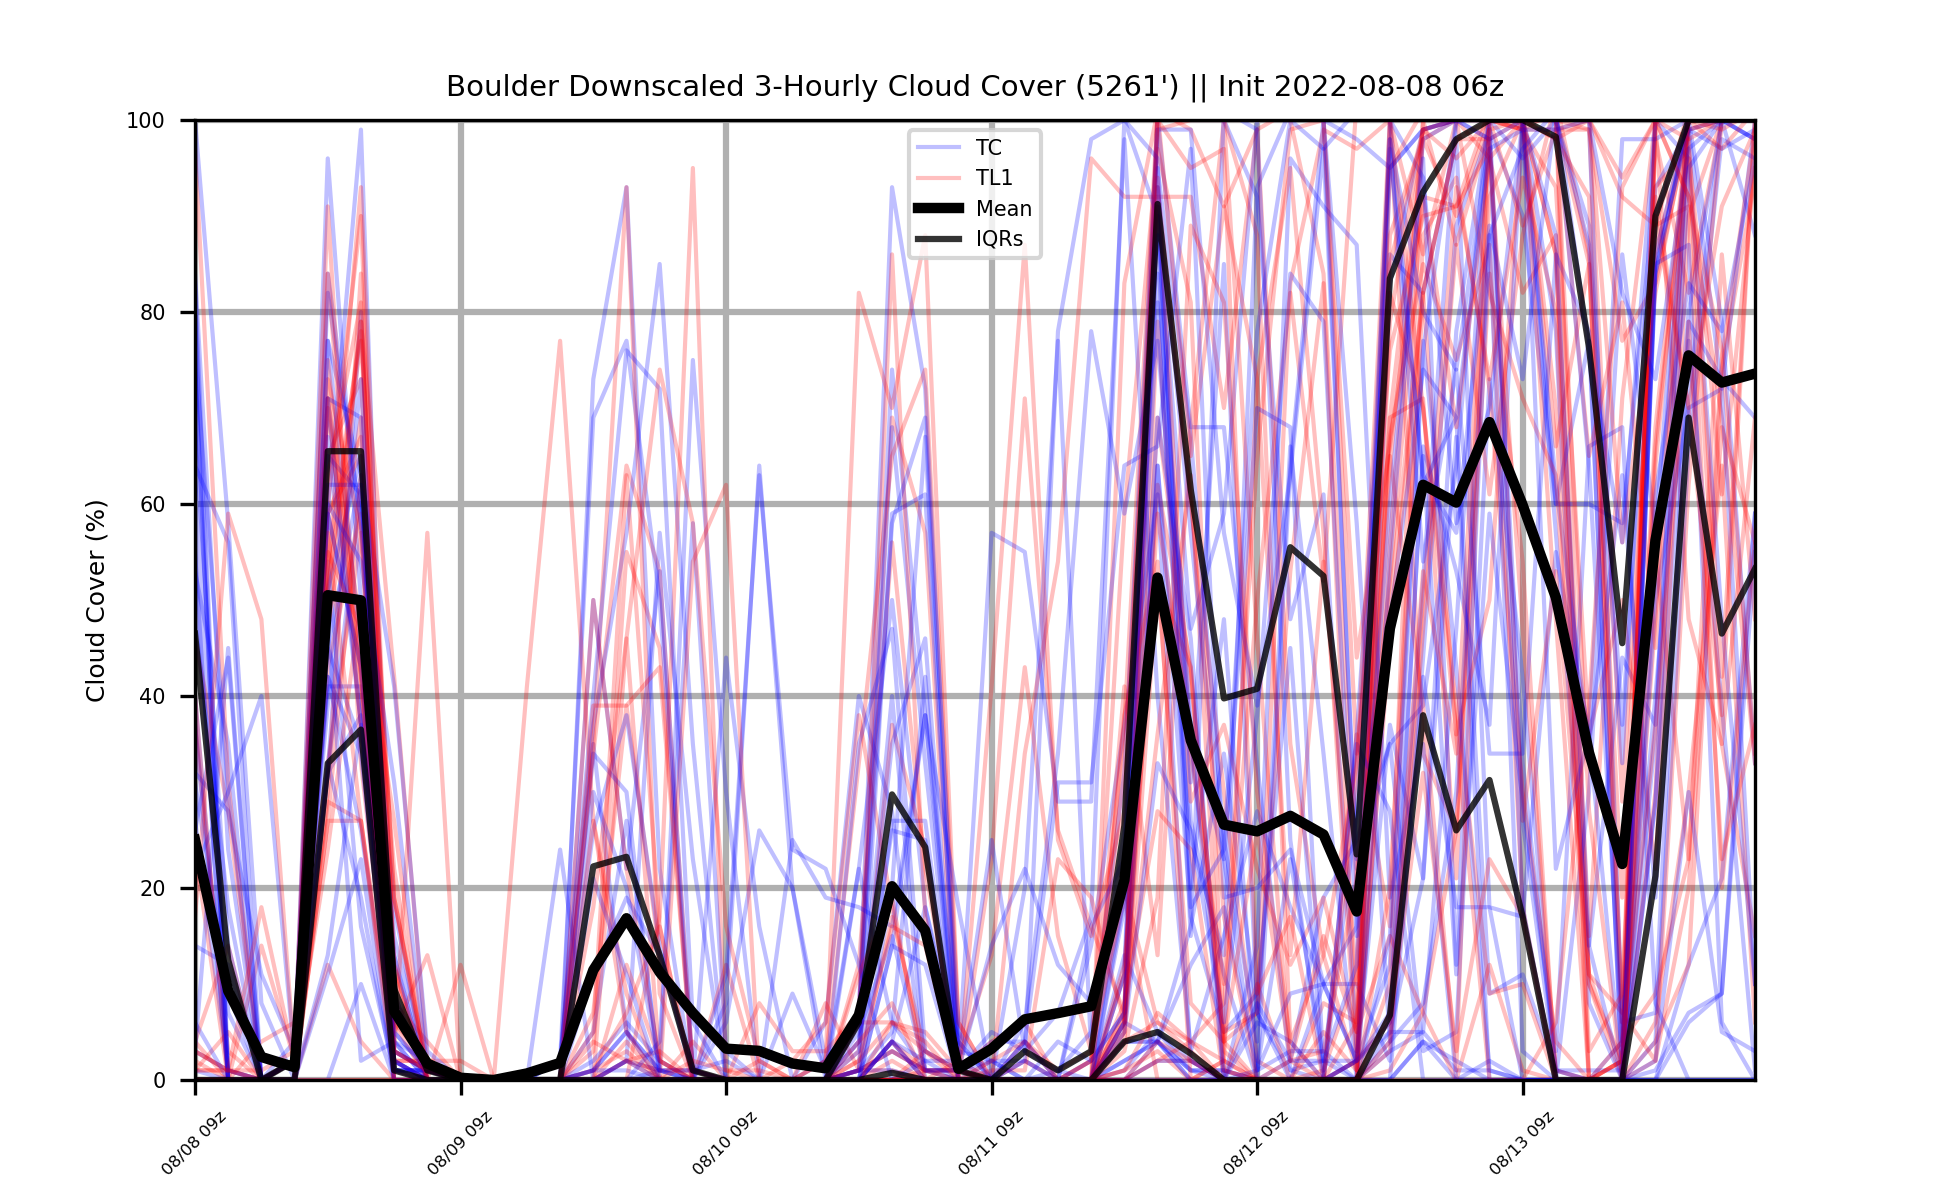 Boulder Downscaled 3-Hourly Cloud Cover (5261') || Init 2022-08-08 06z
TC
TL1
Mean
IQRs
Cloud Cover (%)
100
80
60
40
20
0
08/08 09z
08/09 09z
08/10 09z
08/11 09z
08/12 09z
08/13 09z